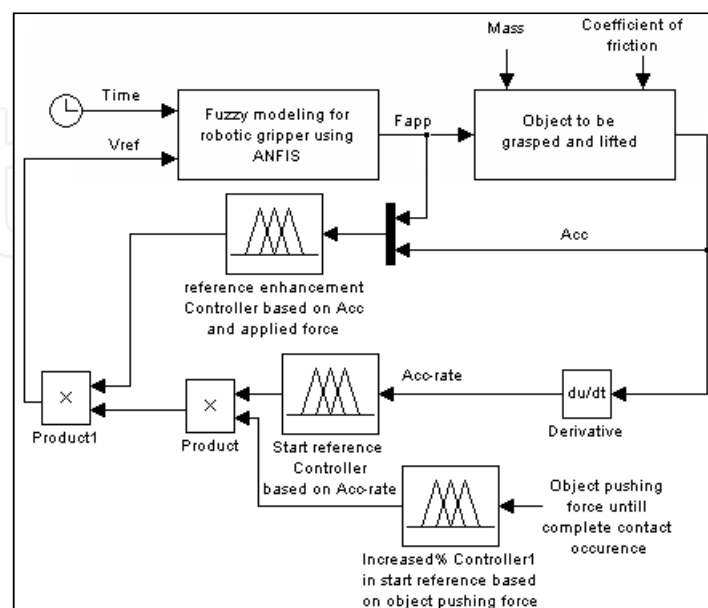 Mass
Coefficient of
friction
Time
Fuzzy modeling for
robotic gripper using
ANFIS
Fapp
Object to be
grasped and lifted
Vref
Acc
reference enhancement
Controller based on Acc
and applied force
×
Product1
×
Product
Acc-rate
Start reference
Controller
based on Acc-rate
du/dt
Derivative
Object pushing
force untill
complete contact
occurence
Increased% Controller1
in start reference based
on object pushing force